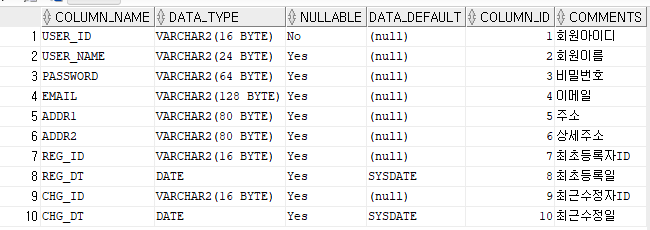 COLUMN_NAME DATA_TYPE NULLABLE DATA_DEFAULT COLUMN_ID COMMENTS
1 USER_ID VARCHAR2(16 BYTE) No (null) 1 회원아이디
2 USER_NAME VARCHAR2(24 BYTE) Yes (null) 2 회원이름
3 PASSWORD VARCHAR2(64 BYTE) Yes (null) 3 비밀번호
4 EMAIL VARCHAR2(128 BYTE) Yes (null) 4 이메일
5 ADDR1 VARCHAR2(80 BYTE) Yes (null) 5 주소
6 ADDR2 VARCHAR2(80 BYTE) Yes (null) 6 상세주소
7 REG_ID VARCHAR2(16 BYTE) Yes (null) 7 최초등록자ID
8 REG_DT DATE Yes SYSDATE 8 최초등록일
9 CHG_ID VARCHAR2(16 BYTE) Yes (null) 9 최근수정자ID
10 CHG_DT DATE Yes SYSDATE 10 최근수정일